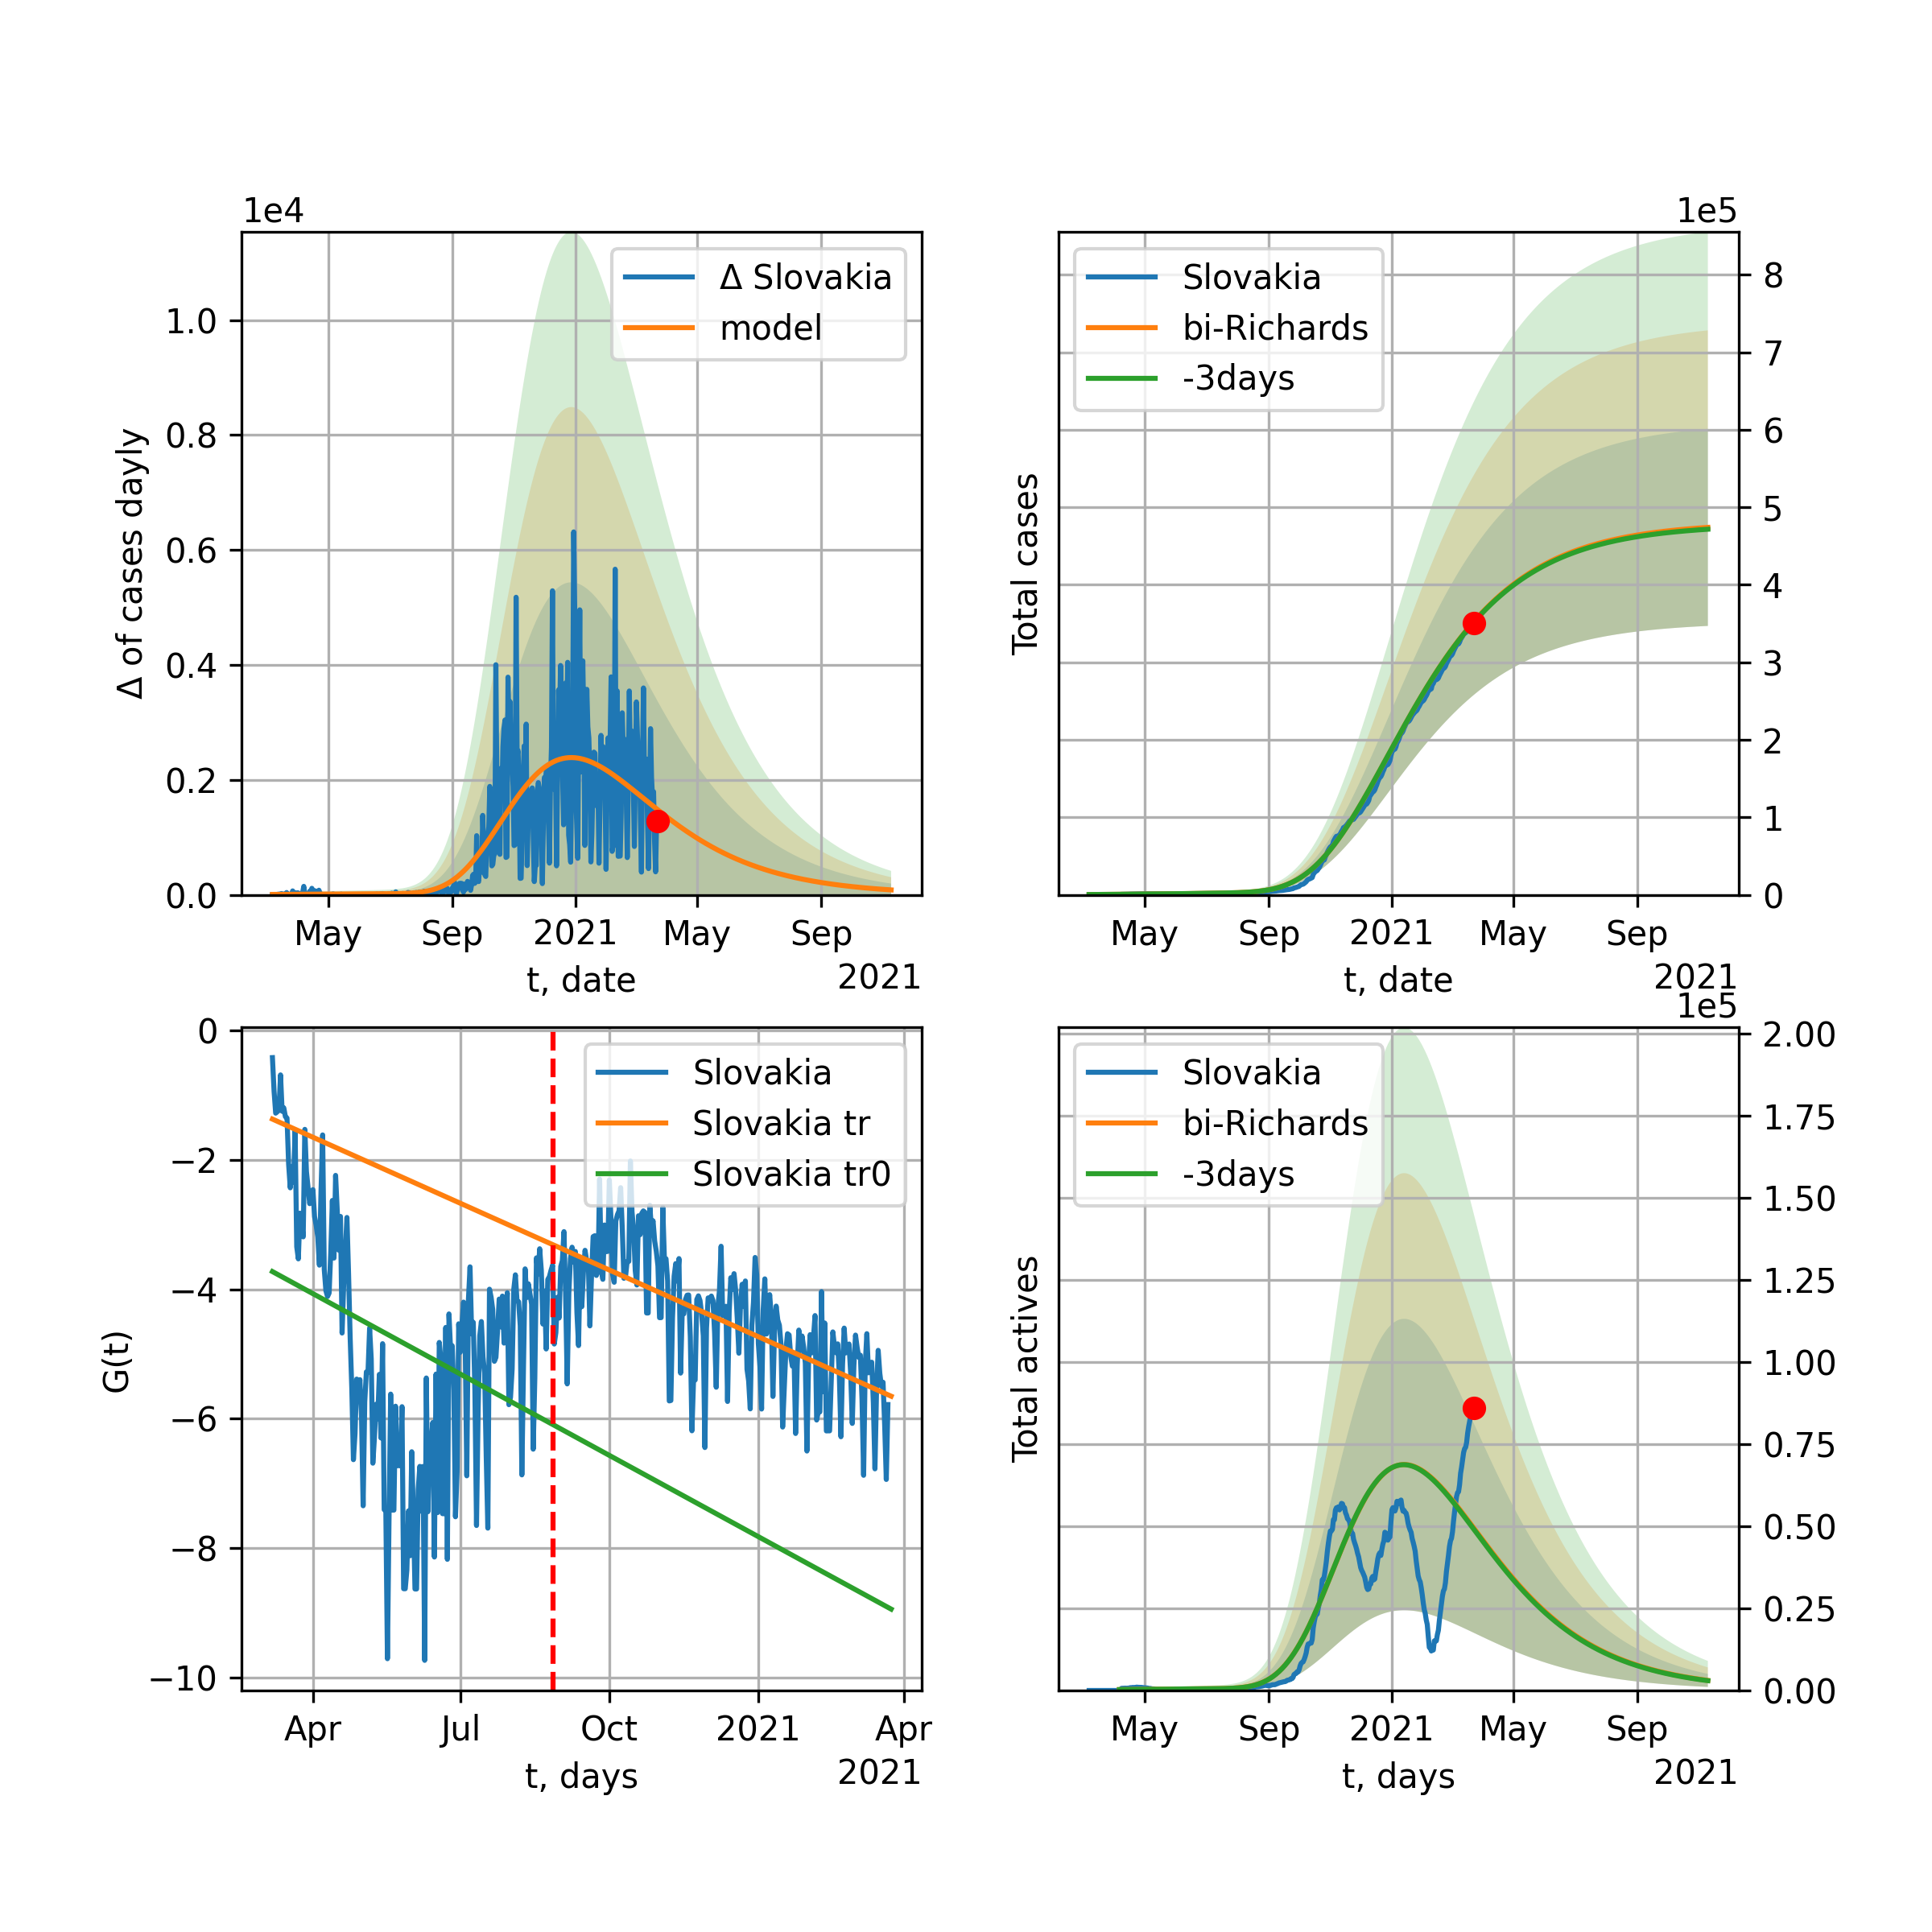 1e4
Δ of cases dayly
1.0
0.8
0.6
0.4
0.2
0.0
Δ Slovakia
model
May Sep 2021 May Sep
t, date
2021
1e5
Total cases
Slovakia
bi-Richards
-3days
8
7
6
5
4
3
2
1
0
May Sep 2021 May Sep
t, date
2021
G(t)
0
−2
−4
−6
−8
−10
Slovakia
Slovakia tr
Slovakia tr0
Apr Jul Oct 2021 Apr
t, days
2021
1e5
Total actives
Slovakia
bi-Richards
-3days
2.00
1.75
1.50
1.25
1.00
0.75
0.50
0.25
0.00
May Sep 2021 May Sep
t, days
2021